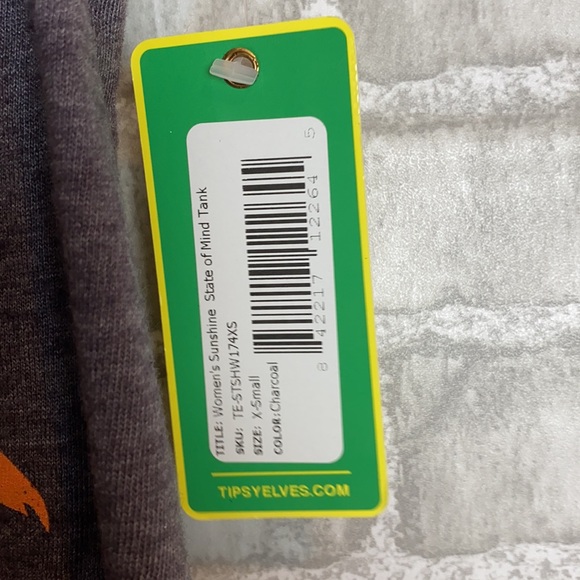 TITLE: Women's Sunshine State of Mind Tank
SKU: TE-STSHW174XS
SIZE: X-Small
COLOR: Charcoal
8 42217 12264 5
TIPSYELVES.COM